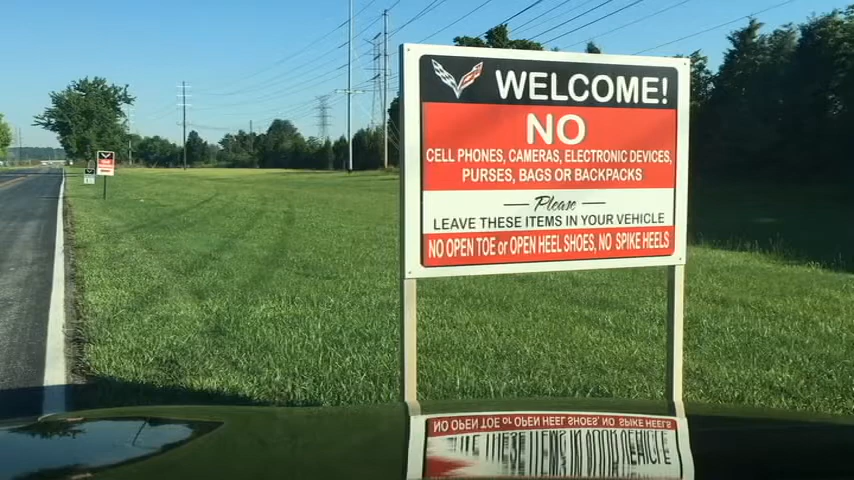 WELCOME!
NO
CELL PHONES, CAMERAS, ELECTRONIC DEVICES,
PURSES, BAGS OR BACKPACKS
Please
LEAVE THESE ITEMS IN YOUR VEHICLE
NO OPEN TOE or OPEN HEEL SHOES, NO SPIKE HEELS